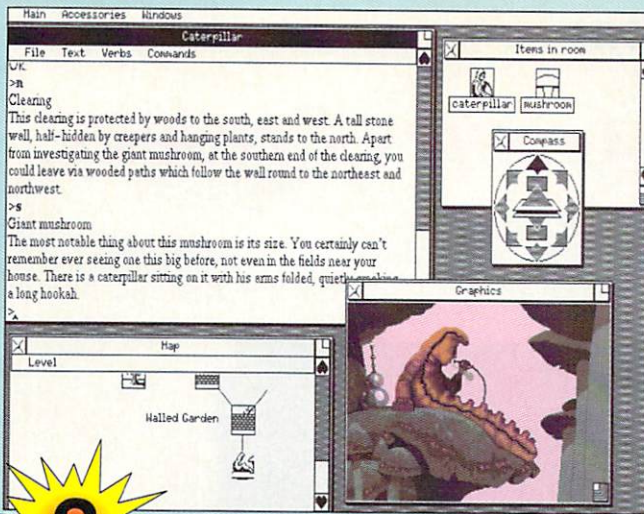 Main Accessories Windows
Caterpillar
File Text Verbs Commands
OK
>n
Clearing
This clearing is protected by woods to the south, east and west. A tall stone
wall, half-hidden by creepers and hanging plants, stands to the north. Apart
from investigating the giant mushroom, at the southern end of the clearing, you
could leave via wooded paths which follow the wall round to the northeast and
northwest.
>s
Giant mushroom
The most notable thing about this mushroom is its size. You certainly can't
remember ever seeing one this big before, not even in the fields near your
house. There is a caterpillar sitting on it with his arms folded, quietly smoking
a long hookah.
>
Items in room
caterpillar mushroom
Compass
Map
Level
Walled Garden
Graphics